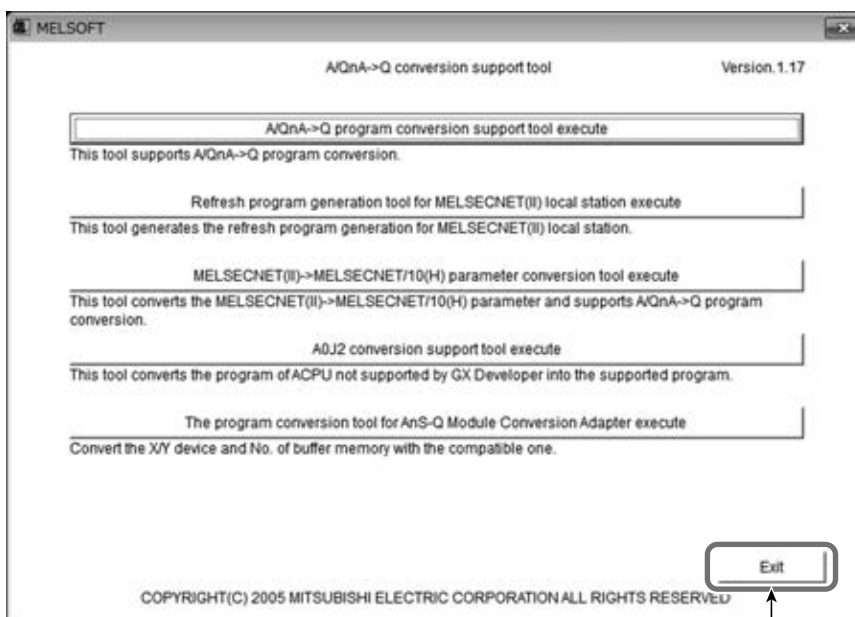 MELSOFT
A/QnA->Q conversion support tool Version.1.17
A/QnA->Q program conversion support tool execute
This tool supports A/QnA->Q program conversion.
Refresh program generation tool for MELSECNET(II) local station execute
This tool generates the refresh program generation for MELSECNET(II) local station.
MELSECNET(II)->MELSECNET/10(H) parameter conversion tool execute
This tool converts the MELSECNET(II)->MELSECNET/10(H) parameter and supports A/QnA->Q program
conversion.
A0J2 conversion support tool execute
This tool converts the program of ACPU not supported by GX Developer into the supported program.
The program conversion tool for AnS-Q Module Conversion Adapter execute
Convert the X/Y device and No. of buffer memory with the compatible one.
Exit
COPYRIGHT(C) 2005 MITSUBISHI ELECTRIC CORPORATION ALL RIGHTS RESERVED